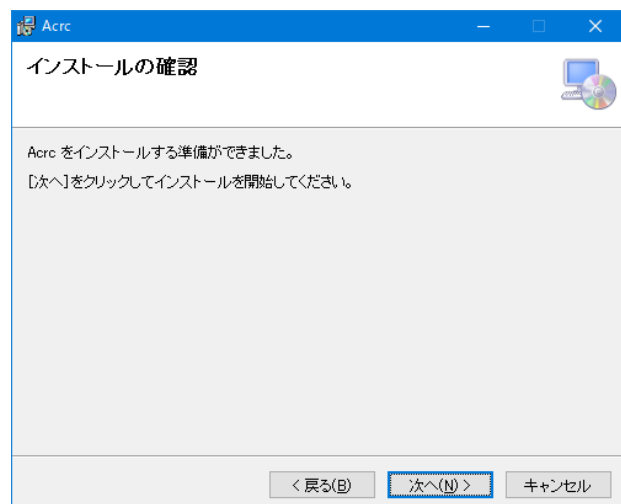 Acrc
インストールの確認
Acrc をインストールする準備ができました。
[次へ]をクリックしてインストールを開始してください。
< 戻る(B) 次へ(N) > キャンセル